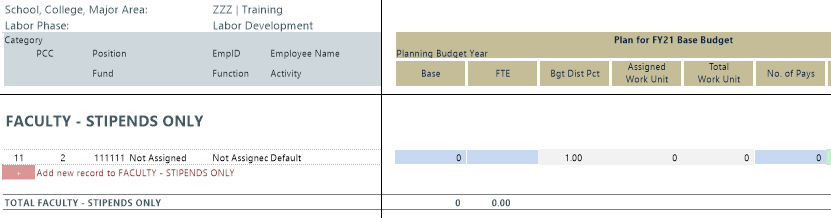 School, College, Major Area: ZZZ | Training
Labor Phase: Labor Development
Category
PCC Position EmpID Employee Name
Fund Function Activity
Plan for FY21 Base Budget
Planning Budget Year
Base FTE Bgt Dist Pct Assigned Work Unit Total Work Unit No. of Pays
FACULTY - STIPENDS ONLY
11 2 111111 Not Assigned Not Assigned Default 0 1.00 0 0 0
+ Add new record to FACULTY - STIPENDS ONLY
TOTAL FACULTY - STIPENDS ONLY 0 0.00